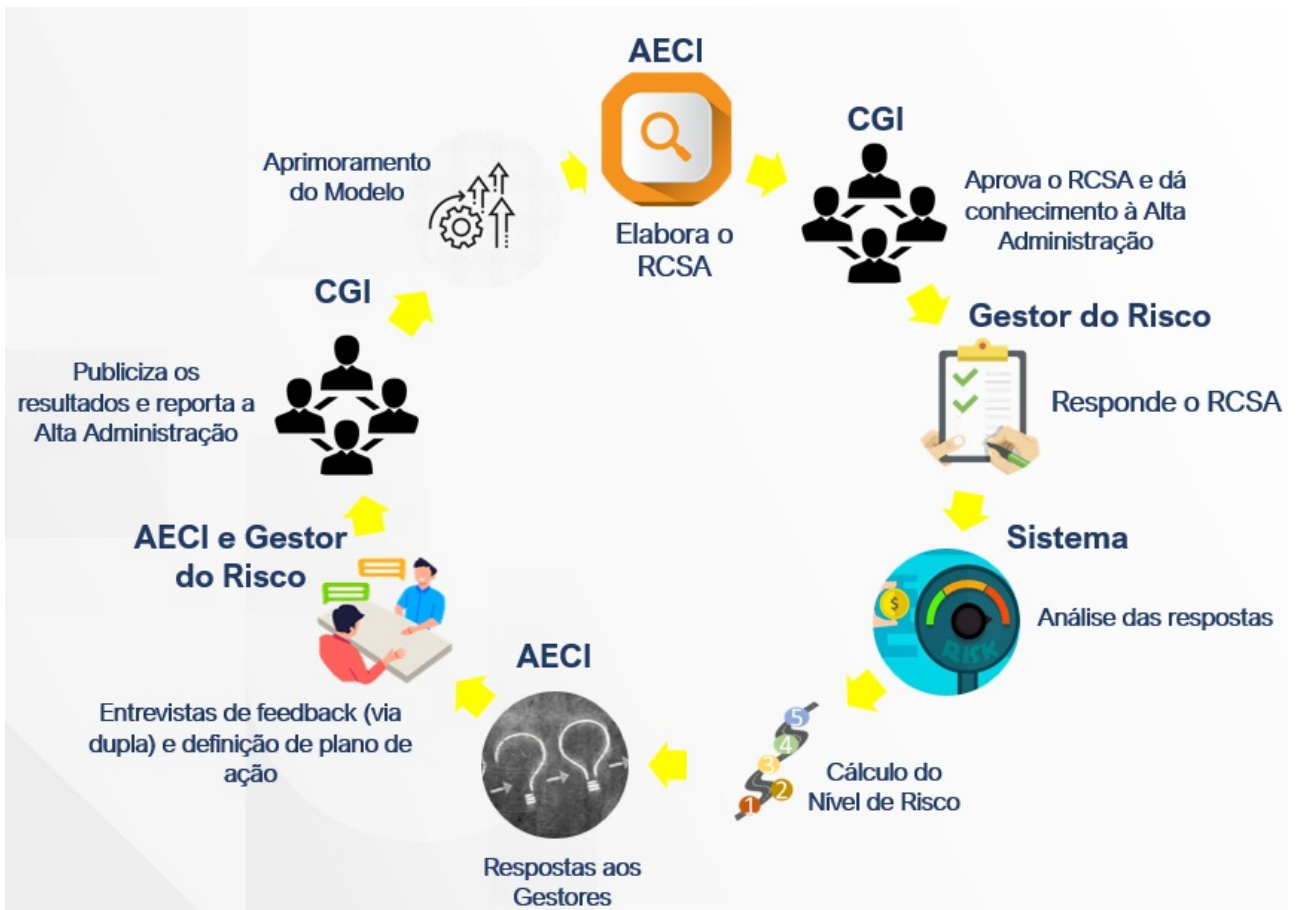 AECI
Elabora o
RCSA
CGI
Aprova o RCSA e dá
conhecimento à Alta
Administração
Gestor do Risco
Responde o RCSA
Sistema
Análise das respostas
$
RISK
Cálculo do
Nível de Risco
5
4
3
2
1
AECI
Respostas aos
Gestores
AECI e Gestor
do Risco
Entrevistas de feedback (via
dupla) e definição de plano de
ação
CGI
Publiciza os
resultados e reporta a
Alta Administração
Aprimoramento
do Modelo